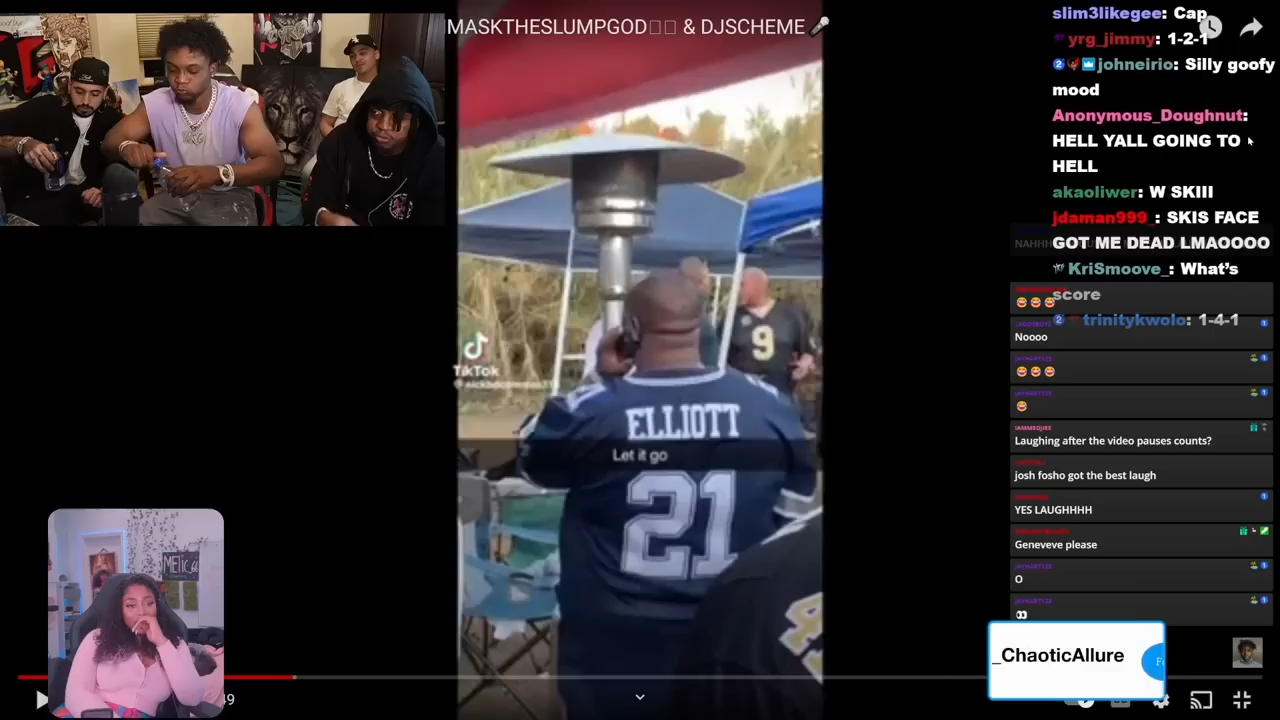 MASKTHESLUMPGOD & DJSCHEME
slim3likegee: Cap
yrg_jimmy: 1-2-1
johneirio: Silly goofy
mood
Anonymous_Doughnut:
HELL YALL GOING TO
HELL
akaoliwer: W SKIII
jdaman999_: SKIS FACE
GOT ME DEAD LMAOOOO
KriSmoove_: What's
score
trinitykwolo: 1-4-1
NAHHH
Noooo
Laughing after the video pauses counts?
josh fosho got the best laugh
YES LAUGHHHH
Geneveve please
O
TikTok
9
ELLIOTT
Let it go
21
_ChaoticAllure
49